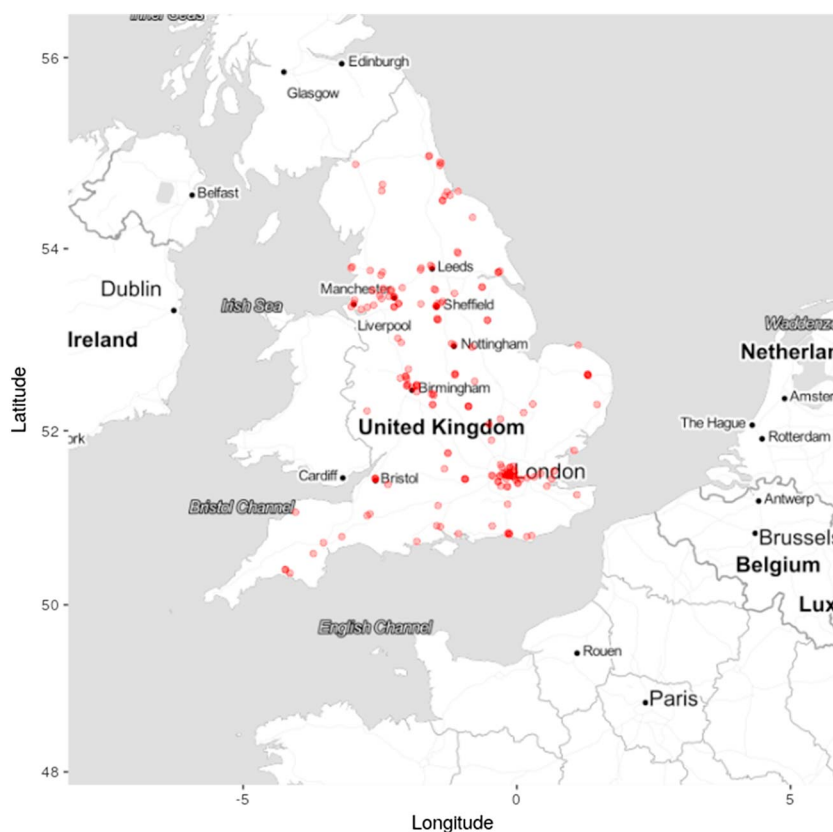 Inner Seas
56
Edinburgh
Glasgow
Belfast
54
Leeds
Dublin
Manchester
Irish Sea
Sheffield
Waddenz
Liverpool
Ireland
Nottingham
Netherlan
Birmingham
Amster
Latitude
52
United Kingdom
The Hague
Rotterdam
ork
London
Cardiff
Bristol
Antwerp
Bristol Channel
Brussels
Belgium
50
Lux
English Channel
Rouen
Paris
48
-5
0
5
Longitude